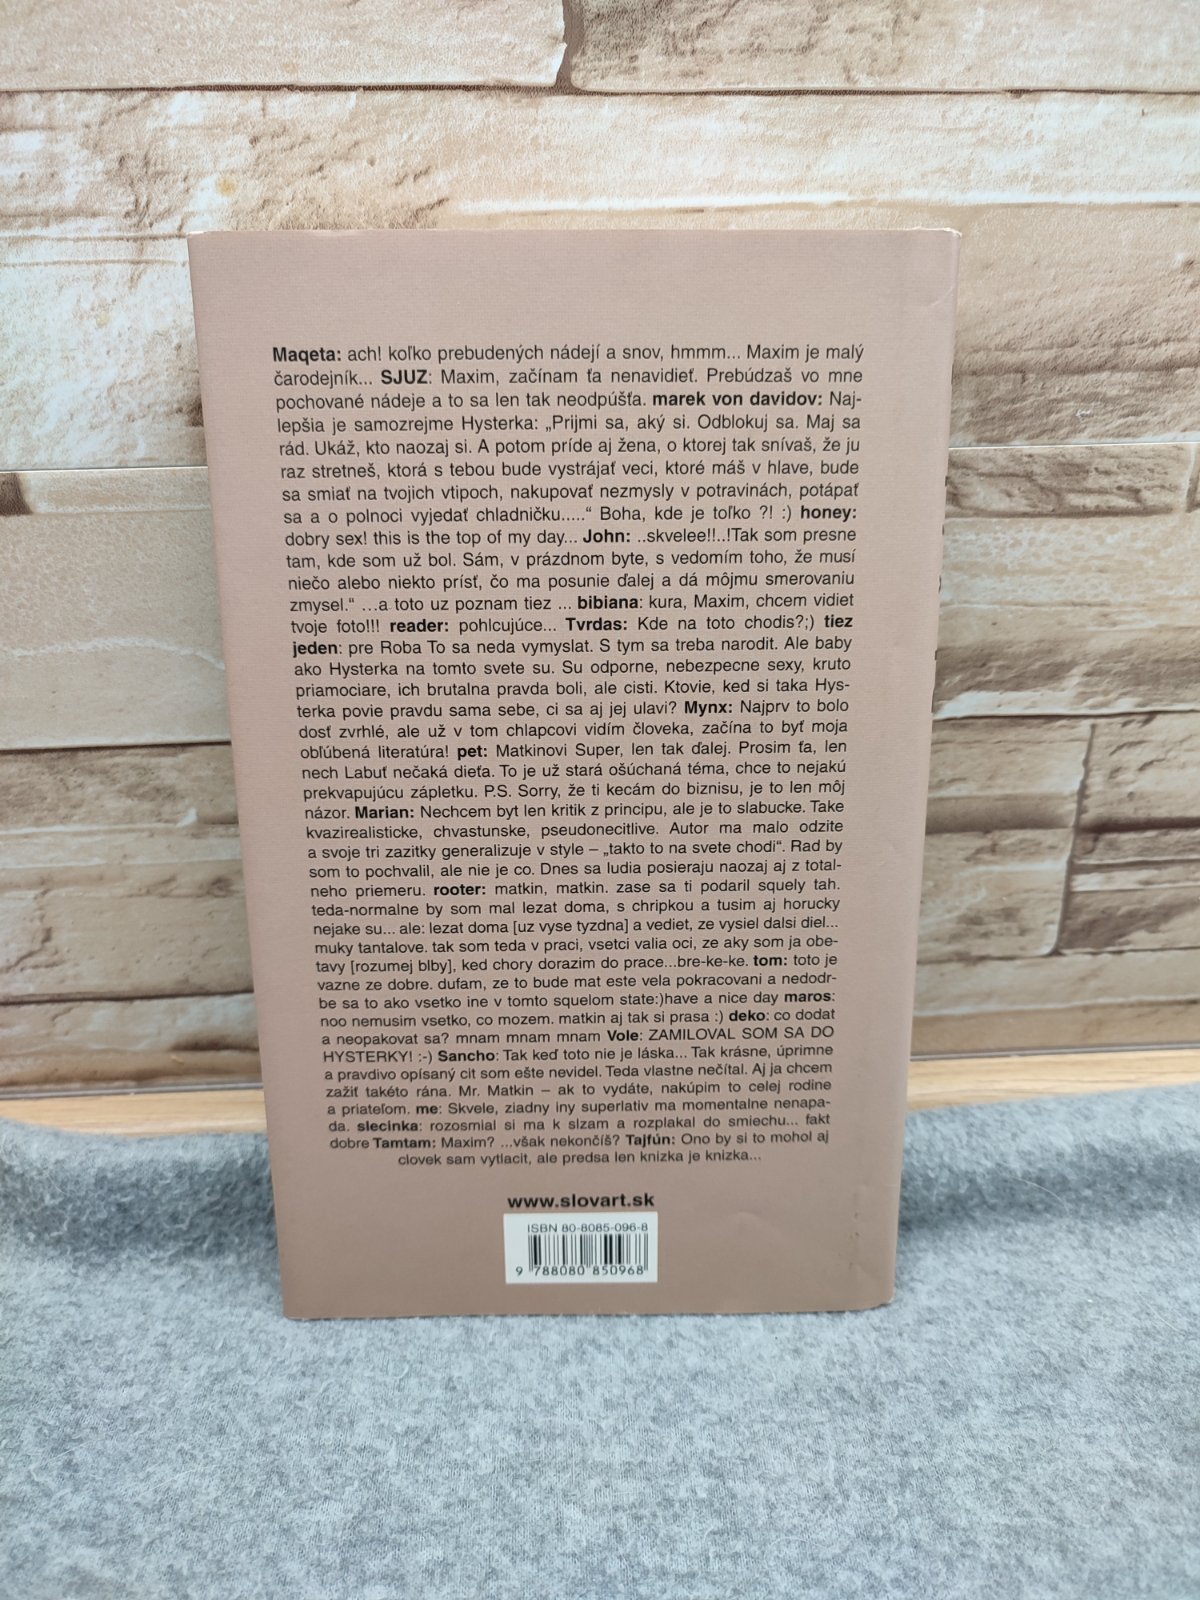 Maqeta: ach! koľko prebudených nádejí a snov, hmmm... Maxim je malý
čarodejník... SJUZ: Maxim, začínam ťa nenavidieť. Prebúdzaš vo mne
pochované nádeje a to sa len tak neodpúšťa. marek von davidov: Naj-
lepšia je samozrejme Hysterka: „Prijmi sa, aký si. Odblokuj sa. Maj sa
rád. Ukáž, kto naozaj si. A potom príde aj žena, o ktorej tak snívaš, že ju
raz stretneš, ktorá s tebou bude vystrájať veci, ktoré máš v hlave, bude
sa smiať na tvojich vtipoch, nakupovať nezmysly v potravinách, potápať
sa a o polnoci vyjedať chladničku.....“ Boha, kde je toľko ?! :) honey:
dobry sex! this is the top of my day... John: ..skvelee!!..!Tak som presne
tam, kde som už bol. Sám, v prázdnom byte, s vedomím toho, že musí
niečo alebo niekto prísť, čo ma posunie ďalej a dá môjmu smerovaniu
zmysel.“ ...a toto uz poznam tiez ... bibiana: kura, Maxim, chcem vidiet
tvoje foto!!! reader: pohlcujúce... Tvrdas: Kde na toto chodis?;) tiez
jeden: pre Roba To sa neda vymyslat. S tym sa treba narodit. Ale baby
ako Hysterka na tomto svete su. Su odporne, nebezpecne sexy, kruto
priamociare, ich brutalna pravda boli, ale cisti. Ktovie, ked si taka Hys-
terka povie pravdu sama sebe, ci sa aj jej ulavi? Mynx: Najprv to bolo
dosť zvrhlé, ale už v tom chlapcovi vidím človeka, začína to byť moja
obľúbená literatúra! pet: Matkinovi Super, len tak ďalej. Prosim ťa, len
nech Labuť nečaká dieťa. To je už stará ošúchaná téma, chce to nejakú
prekvapujúcu zápletku. P.S. Sorry, že ti kecám do biznisu, je to len môj
názor. Marian: Nechcem byt len kritik z principu, ale je to slabucke. Take
kvazirealisticke, chvastunske, pseudonecitlive. Autor ma malo odzite
a svoje tri zazitky generalizuje v style – „takto to na svete chodi“. Rad by
som to pochvalil, ale nie je co. Dnes sa ludia posieraju naozaj aj z total-
neho priemeru. rooter: matkin, matkin. zase sa ti podaril squely tah.
teda-normalne by som mal lezat doma, s chripkou a tusim aj horucky
nejake su... ale: lezat doma [uz vyse tyzdna] a vediet, ze vysiel dalsi diel...
muky tantalove. tak som teda v praci, vsetci valia oci, ze aky som ja obe-
tavy [rozumej blby], ked chory dorazim do prace...bre-ke-ke. tom: toto je
vazne ze dobre. dufam, ze to bude mat este vela pokracovani a nedodr-
be sa to ako vsetko ine v tomto squelom state:)have a nice day maros:
noo nemusim vsetko, co mozem. matkin aj tak si prasa :) deko: co dodat
a neopakovat sa? mnam mnam mnam Vole: ZAMILOVAL SOM SA DO
HYSTERKY! :-) Sancho: Tak keď toto nie je láska... Tak krásne, úprimne
a pravdivo opísaný cit som ešte nevidel. Teda vlastne nečítal. Aj ja chcem
zažiť takéto rána. Mr. Matkin – ak to vydáte, nakúpim to celej rodine
a priateľom. me: Skvele, ziadny iny superlativ ma momentalne nenapa-
da. slecinka: rozosmial si ma k slzam a rozplakal do smiechu... fakt
dobre Tamtam: Maxim? ...však nekončíš? Tajfún: Ono by si to mohol aj
clovek sam vytlacit, ale predsa len knizka je knizka...
www.slovart.sk
ISBN 80-8085-096-8
9 788080 850968